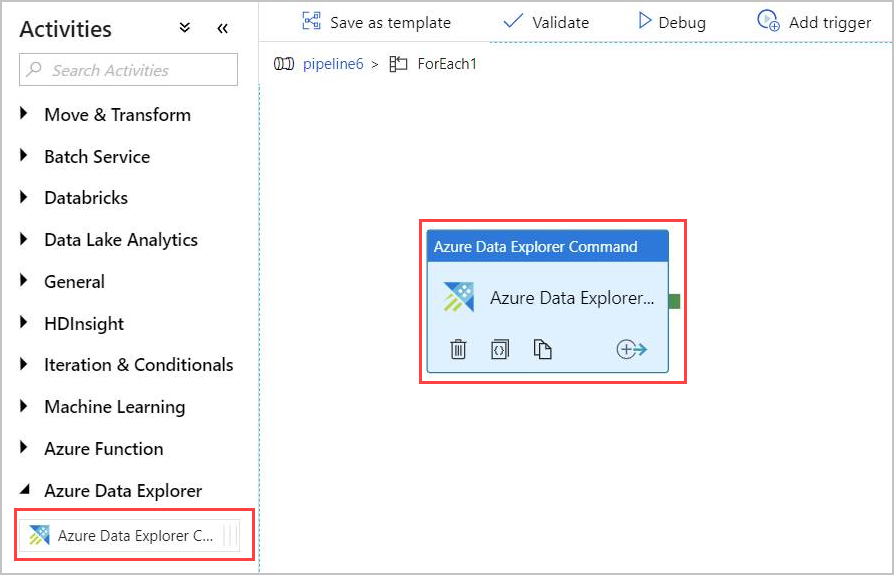 Activities
Search Activities
Move & Transform
Batch Service
Databricks
Data Lake Analytics
General
HDInsight
Iteration & Conditionals
Machine Learning
Azure Function
Azure Data Explorer
Azure Data Explorer C...
Save as template
Validate
Debug
Add trigger
pipeline6 > ForEach1
Azure Data Explorer Command
Azure Data Explorer...